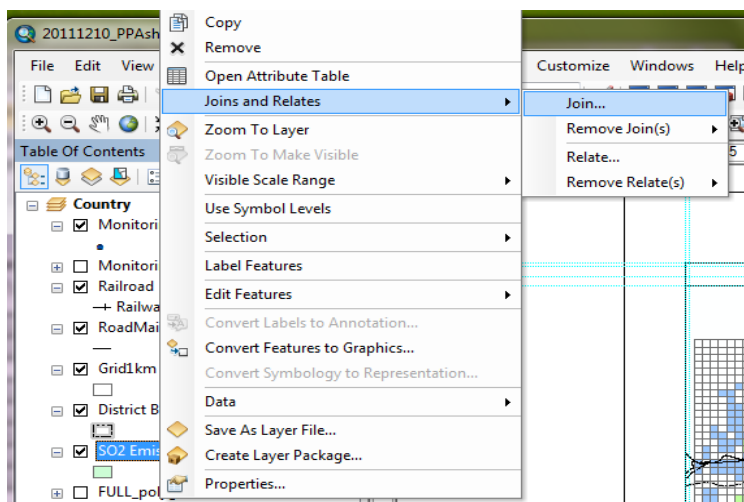 20111210_PPAsh
File Edit View
Customize Windows Help
Table Of Contents
Country
Monitori
Monitori
Railroad
Railwa
RoadMai
Grid1km
District B
SO2 Emis
FULL_pol
Copy
Remove
Open Attribute Table
Joins and Relates
Zoom To Layer
Zoom To Make Visible
Visible Scale Range
Use Symbol Levels
Selection
Label Features
Edit Features
Convert Labels to Annotation...
Convert Features to Graphics...
Convert Symbology to Representation...
Data
Save As Layer File...
Create Layer Package...
Properties...
Join...
Remove Join(s)
Relate...
Remove Relate(s)
5